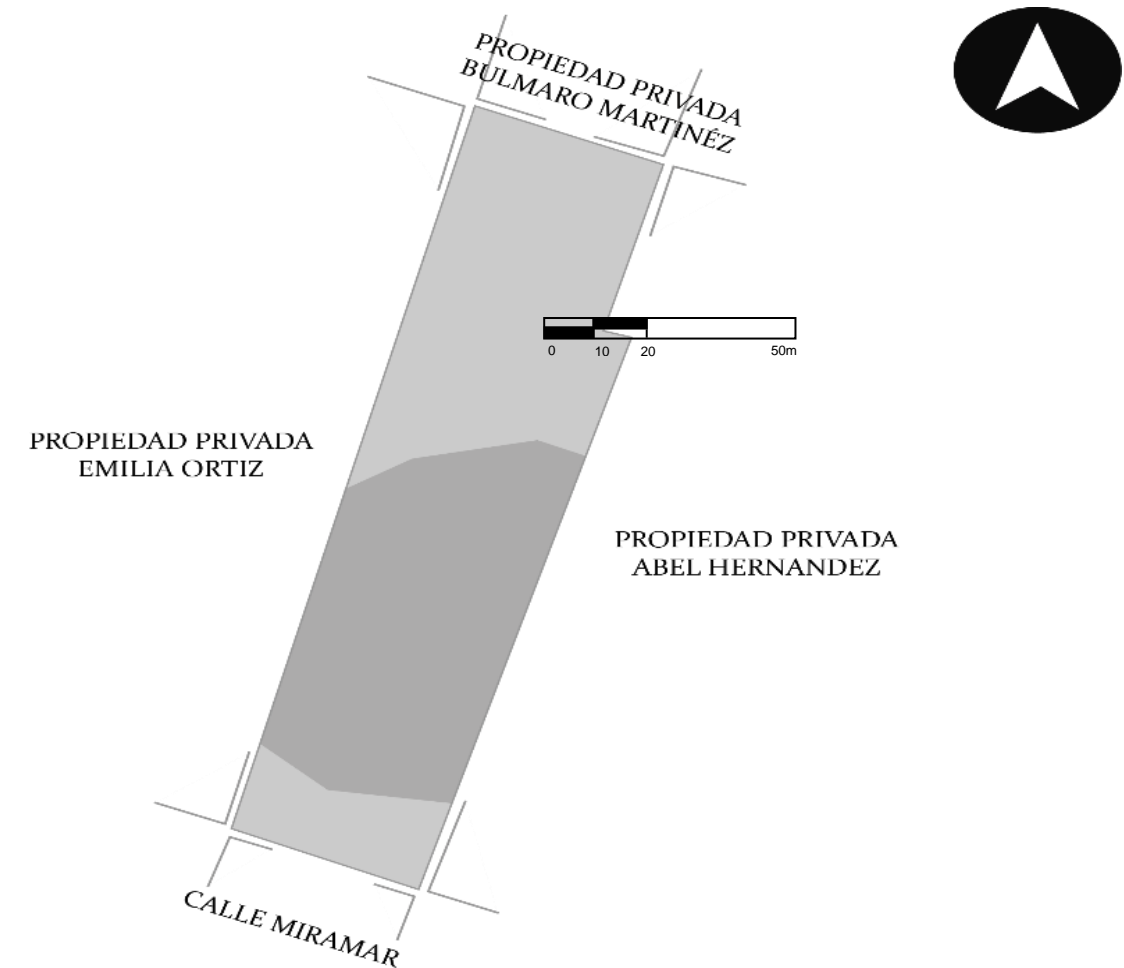 PROPIEDAD PRIVADA
BULMARO MARTINÉZ
0 10 20 50m
PROPIEDAD PRIVADA
EMILIA ORTIZ
PROPIEDAD PRIVADA
ABEL HERNANDEZ
CALLE MIRAMAR